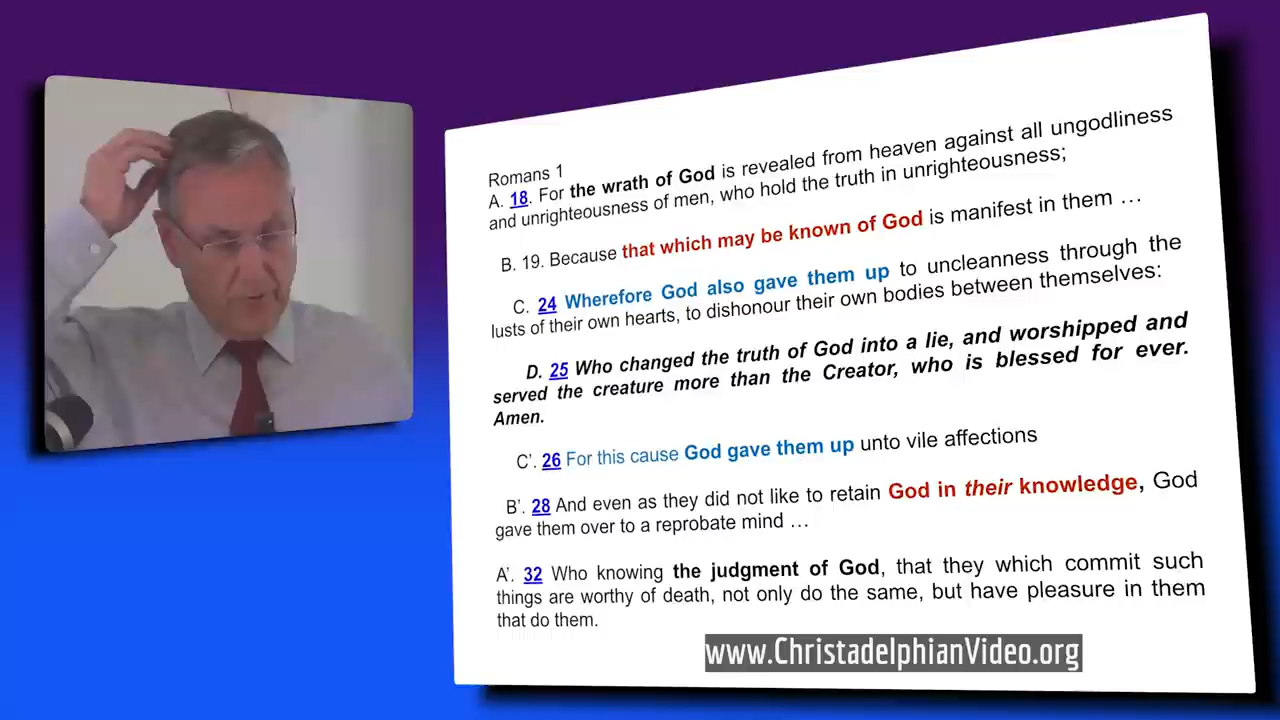 Romans 1
A. 18. For the wrath of God is revealed from heaven against all ungodliness
and unrighteousness of men, who hold the truth in unrighteousness;
B. 19. Because that which may be known of God is manifest in them …
C. 24 Wherefore God also gave them up to uncleanness through the
lusts of their own hearts, to dishonour their own bodies between themselves:
D. 25 Who changed the truth of God into a lie, and worshipped and
served the creature more than the Creator, who is blessed for ever.
Amen.
C'. 26 For this cause God gave them up unto vile affections
B'. 28 And even as they did not like to retain God in their knowledge, God
gave them over to a reprobate mind …
A'. 32 Who knowing the judgment of God, that they which commit such
things are worthy of death, not only do the same, but have pleasure in them
that do them.
www.ChristadelphianVideo.org